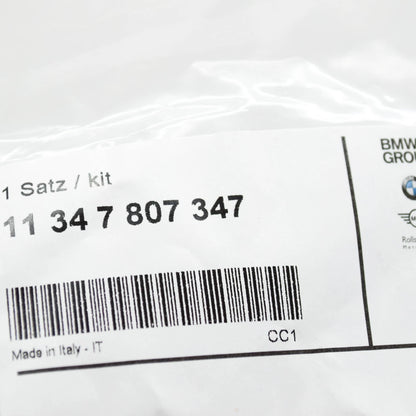 1 Satz / kit
11 34 7 807 347
Made in Italy - IT
CC1
BMW
GROU